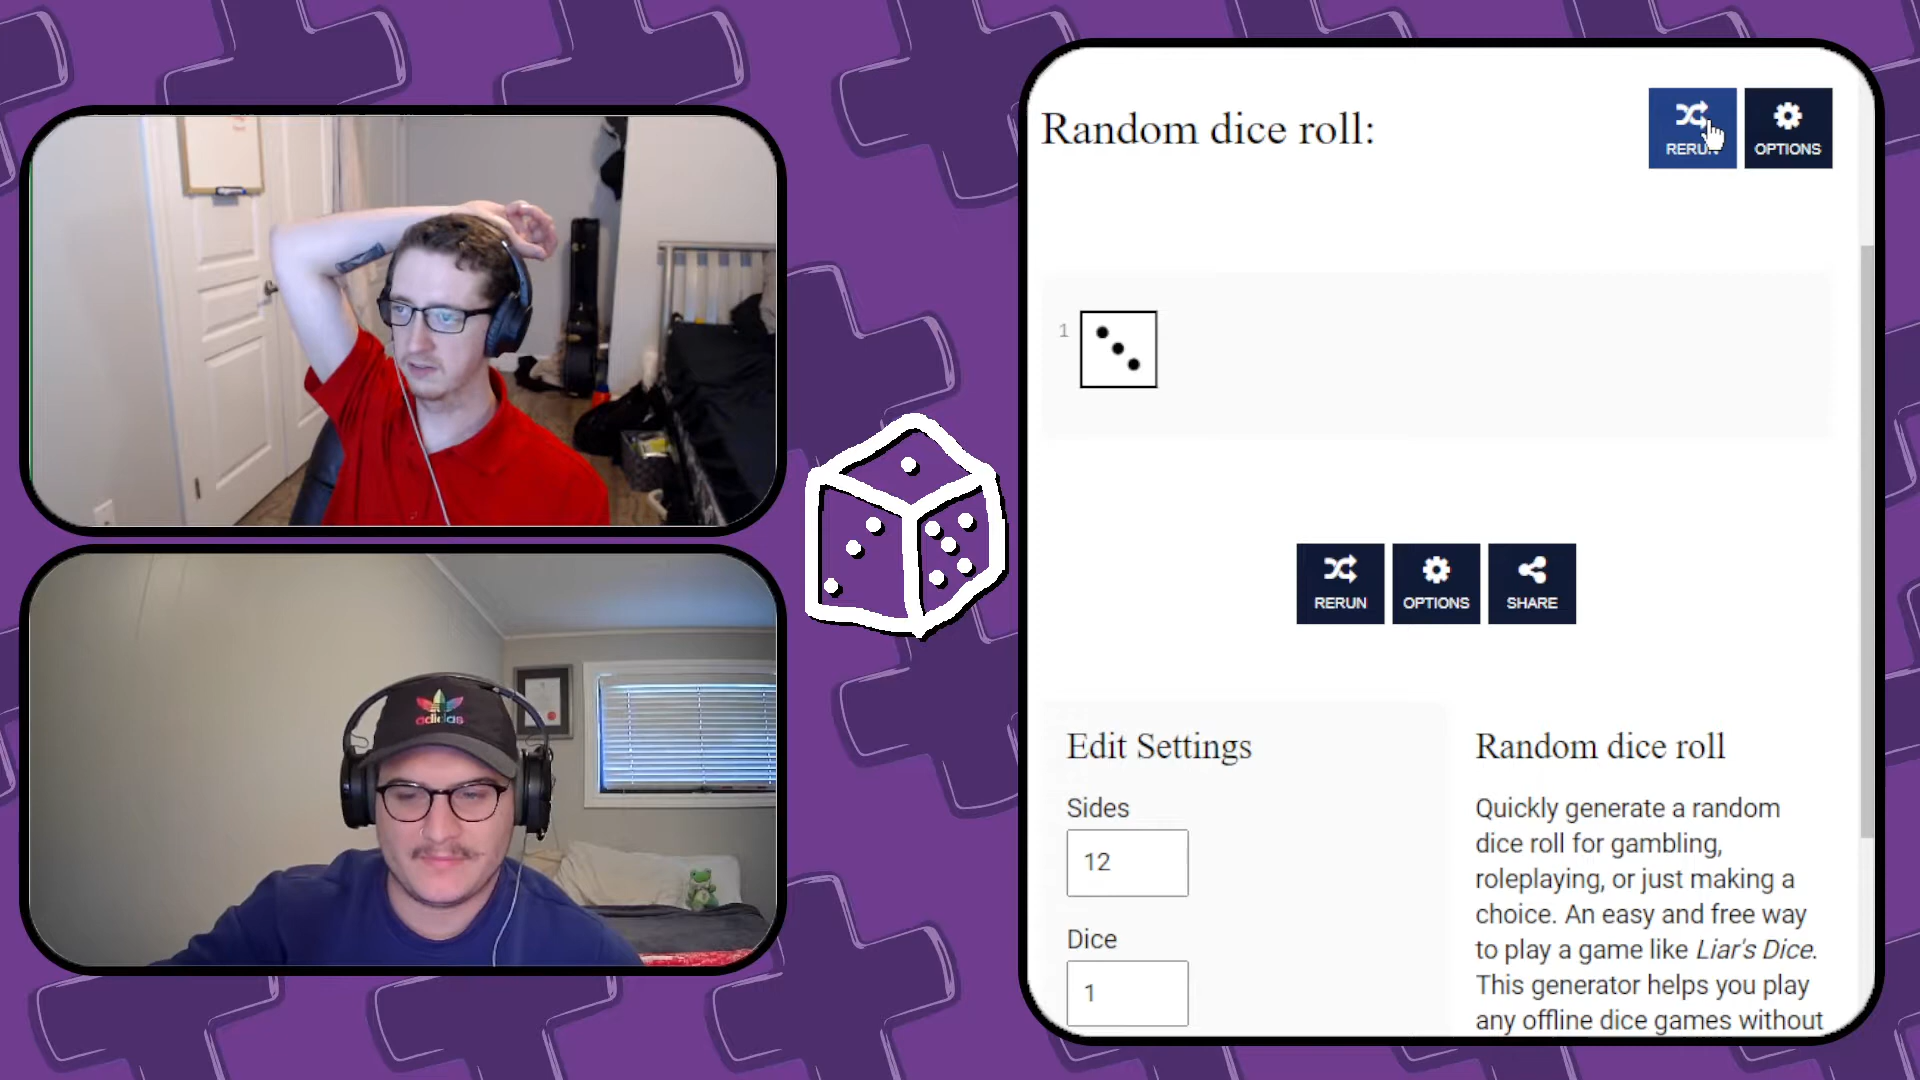 Random dice roll:
RERUN
OPTIONS
1
RERUN
OPTIONS
SHARE
adidas
Edit Settings
Sides
12
Dice
1
Random dice roll
Quickly generate a random
dice roll for gambling,
roleplaying, or just making a
choice. An easy and free way
to play a game like Liar's Dice.
This generator helps you play
any offline dice games without